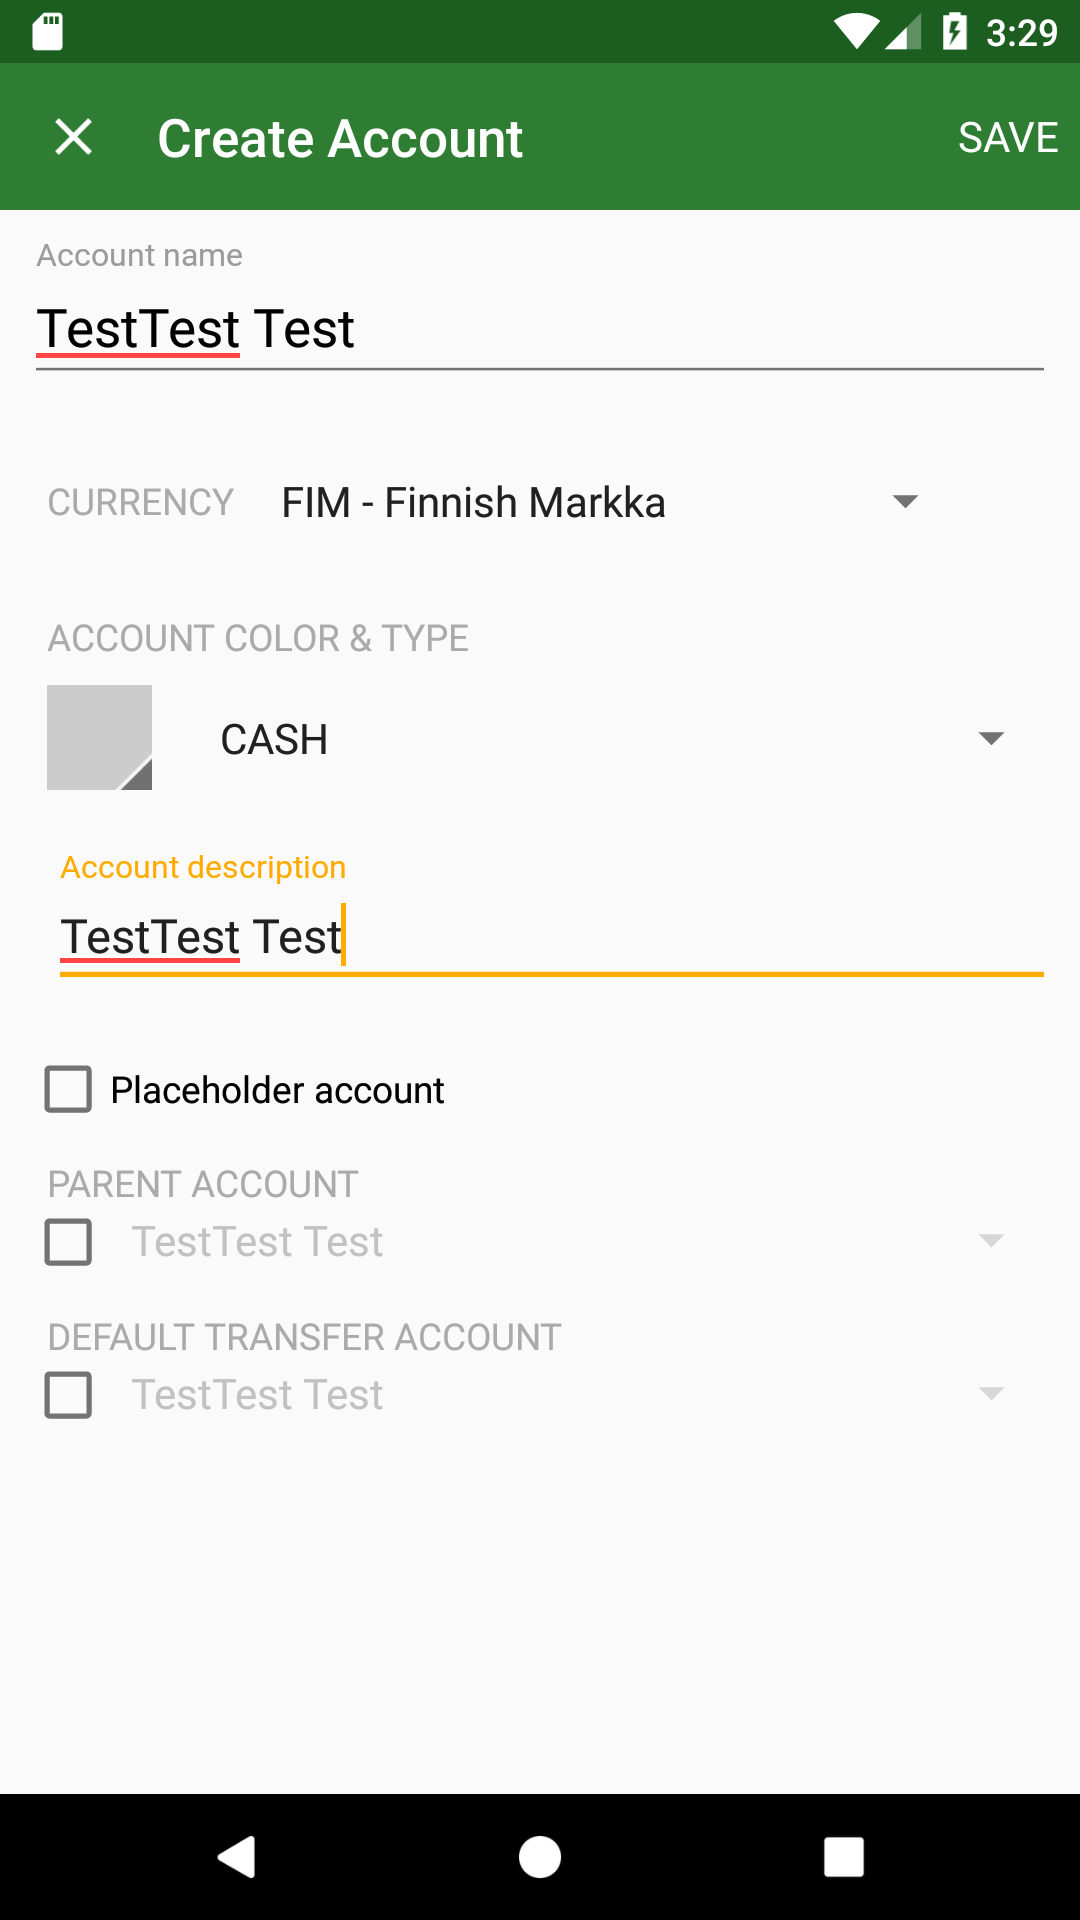 3:29
Create Account
SAVE
Account name
TestTest Test
CURRENCY FIM - Finnish Markka
ACCOUNT COLOR & TYPE
CASH
Account description
TestTest Test
Placeholder account
PARENT ACCOUNT
TestTest Test
DEFAULT TRANSFER ACCOUNT
TestTest Test